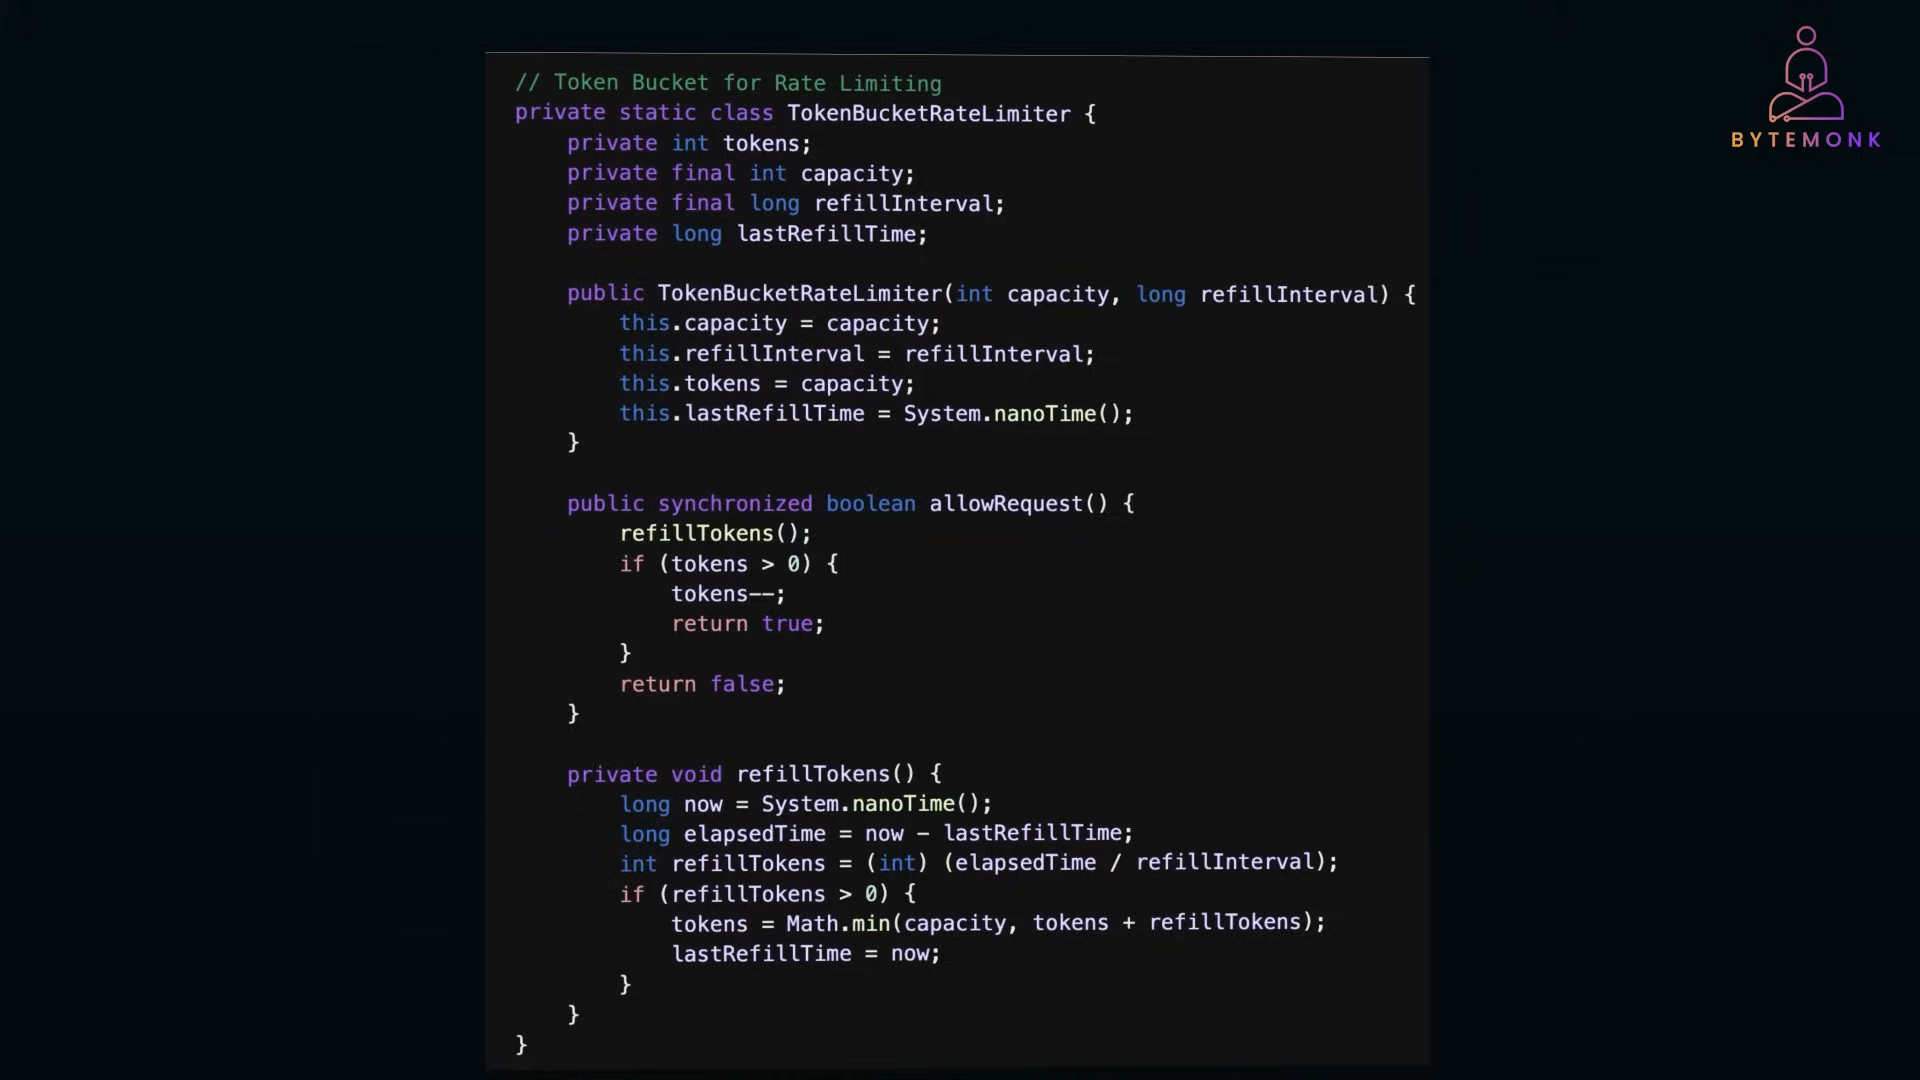 // Token Bucket for Rate Limiting
private static class TokenBucketRateLimiter {
    private int tokens;
    private final int capacity;
    private final long refillInterval;
    private long lastRefillTime;

    public TokenBucketRateLimiter(int capacity, long refillInterval) {
        this.capacity = capacity;
        this.refillInterval = refillInterval;
        this.tokens = capacity;
        this.lastRefillTime = System.nanoTime();
    }

    public synchronized boolean allowRequest() {
        refillTokens();
        if (tokens > 0) {
            tokens--;
            return true;
        }
        return false;
    }

    private void refillTokens() {
        long now = System.nanoTime();
        long elapsedTime = now - lastRefillTime;
        int refillTokens = (int) (elapsedTime / refillInterval);
        if (refillTokens > 0) {
            tokens = Math.min(capacity, tokens + refillTokens);
            lastRefillTime = now;
        }
    }
}
BYTEMONK